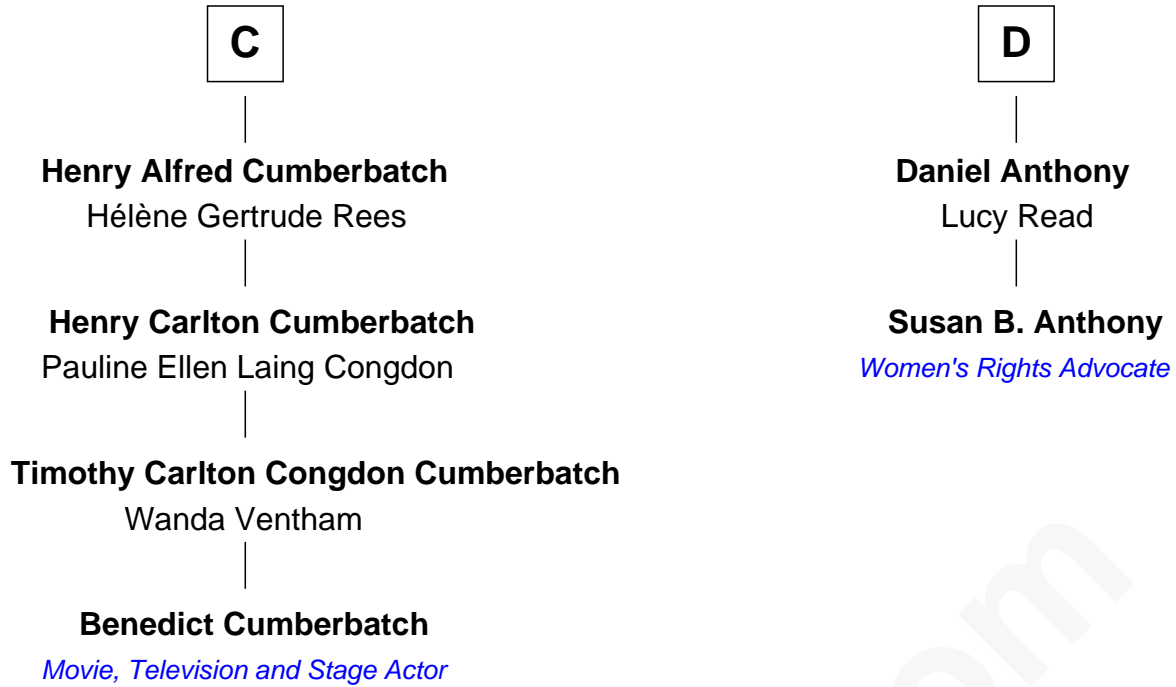 C
Henry Alfred Cumberbatch
Hélène Gertrude Rees
Henry Carlton Cumberbatch
Pauline Ellen Laing Congdon
Timothy Carlton Congdon Cumberbatch
Wanda Ventham
Benedict Cumberbatch
Movie, Television and Stage Actor
D
Daniel Anthony
Lucy Read
Susan B. Anthony
Women's Rights Advocate
om